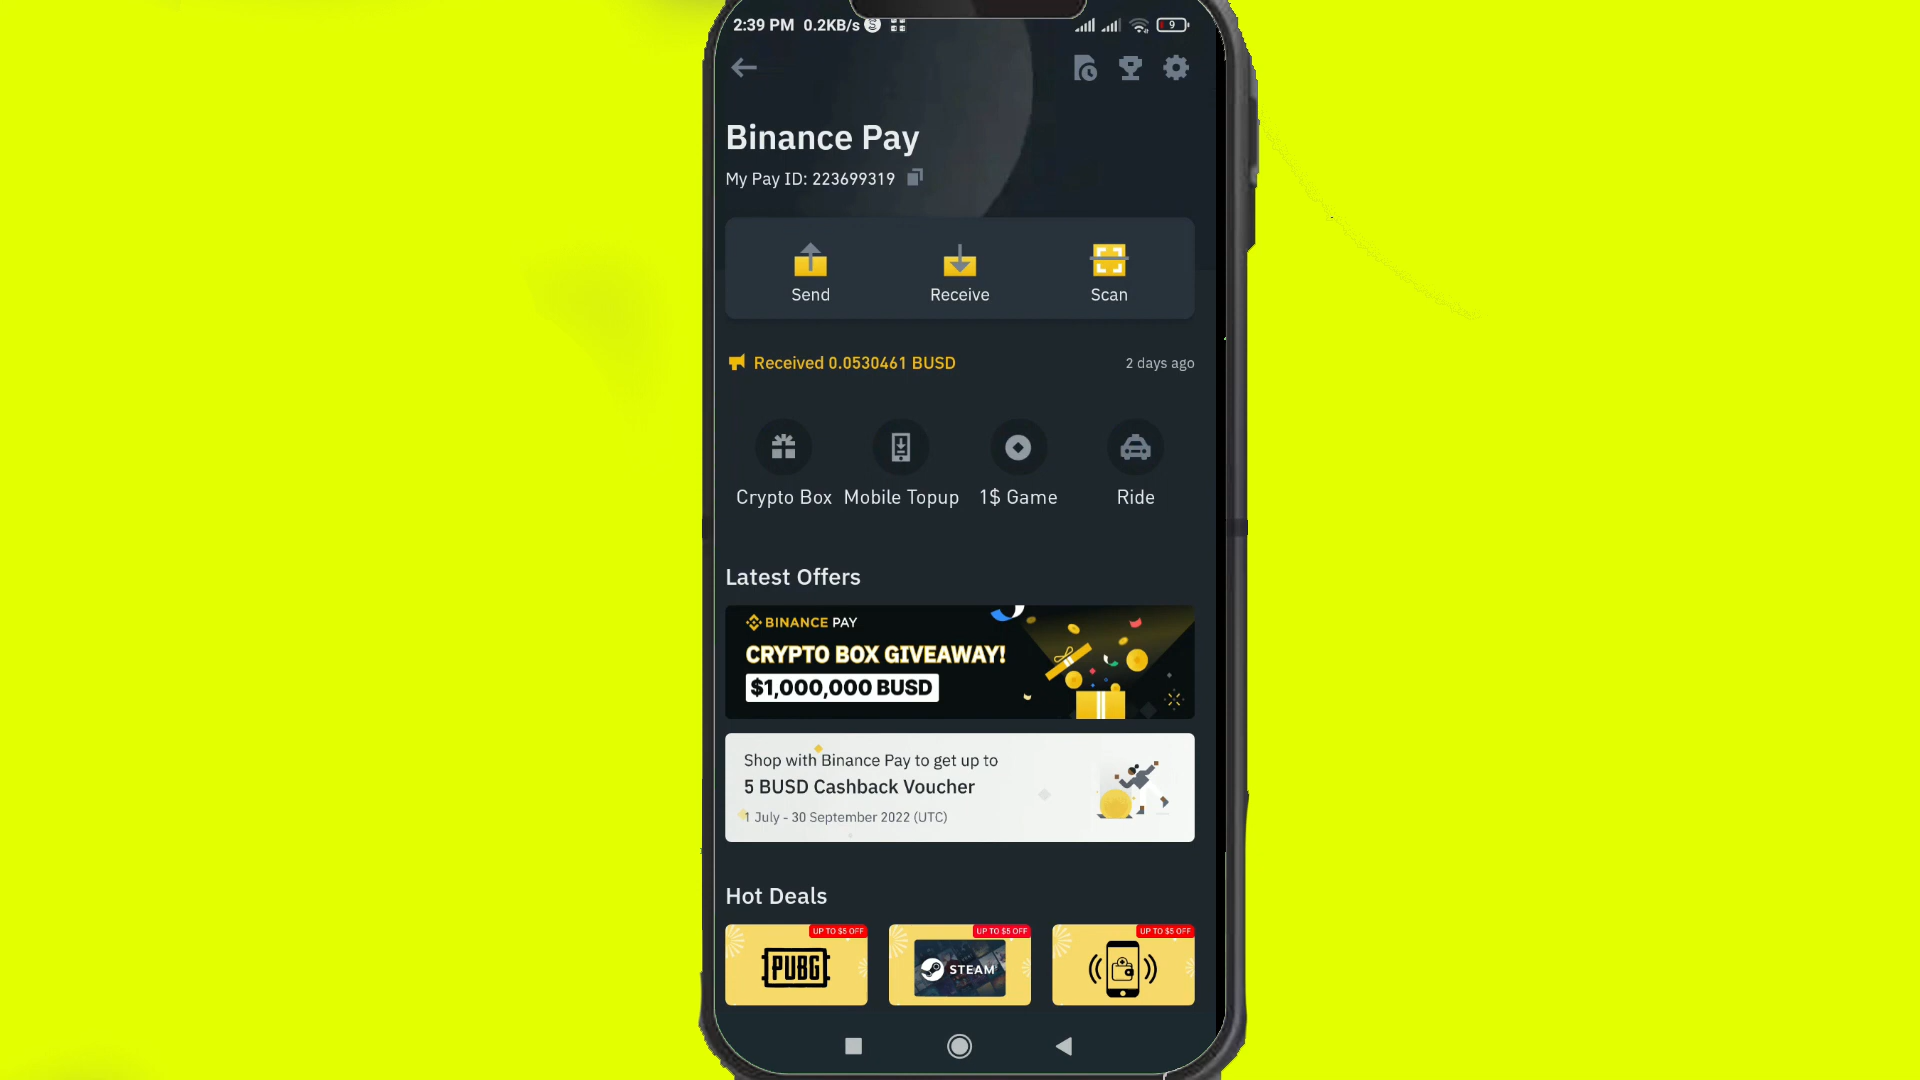 2:39 PM 0.2KB/s S 9
Binance Pay
My Pay ID: 223699319
Send Receive Scan
Received 0.0530461 BUSD 2 days ago
Crypto Box Mobile Topup 1$ Game Ride
Latest Offers
BINANCE PAY
CRYPTO BOX GIVEAWAY!
$1,000,000 BUSD
Shop with Binance Pay to get up to
5 BUSD Cashback Voucher
1 July - 30 September 2022 (UTC)
Hot Deals
UP TO $5 OFF UP TO $5 OFF UP TO $5 OFF
PUBG STEAM